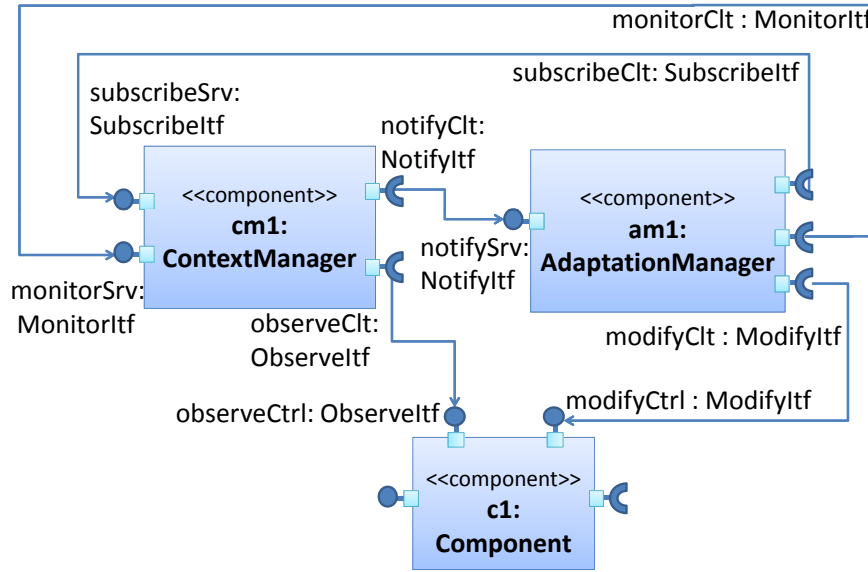 monitorClt : MonitorItf
subscribeClt: SubscribeItf
subscribeSrv:
SubscribeItf
notifyClt:
NotifyItf
<<component>>
cm1:
ContextManager
<<component>>
am1:
AdaptationManager
notifySrv:
NotifyItf
monitorSrv:
MonitorItf
observeClt:
ObserveItf
modifyClt : ModifyItf
observeCtrl: ObserveItf
modifyCtrl : ModifyItf
<<component>>
c1:
Component